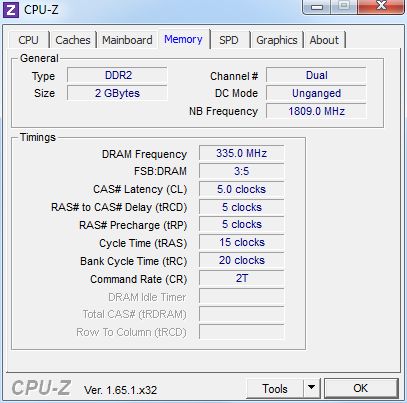 Z CPU-Z
CPU Caches Mainboard Memory SPD Graphics About
General
Type DDR2 Channel # Dual
Size 2 GBytes DC Mode Unganged
NB Frequency 1809.0 MHz
Timings
DRAM Frequency 335.0 MHz
FSB:DRAM 3:5
CAS# Latency (CL) 5.0 clocks
RAS# to CAS# Delay (tRCD) 5 clocks
RAS# Precharge (tRP) 5 clocks
Cycle Time (tRAS) 15 clocks
Bank Cycle Time (tRC) 20 clocks
Command Rate (CR) 2T
DRAM Idle Timer
Total CAS# (tRDRAM)
Row To Column (tRCD)
CPU-Z Ver. 1.65.1.x32 Tools OK